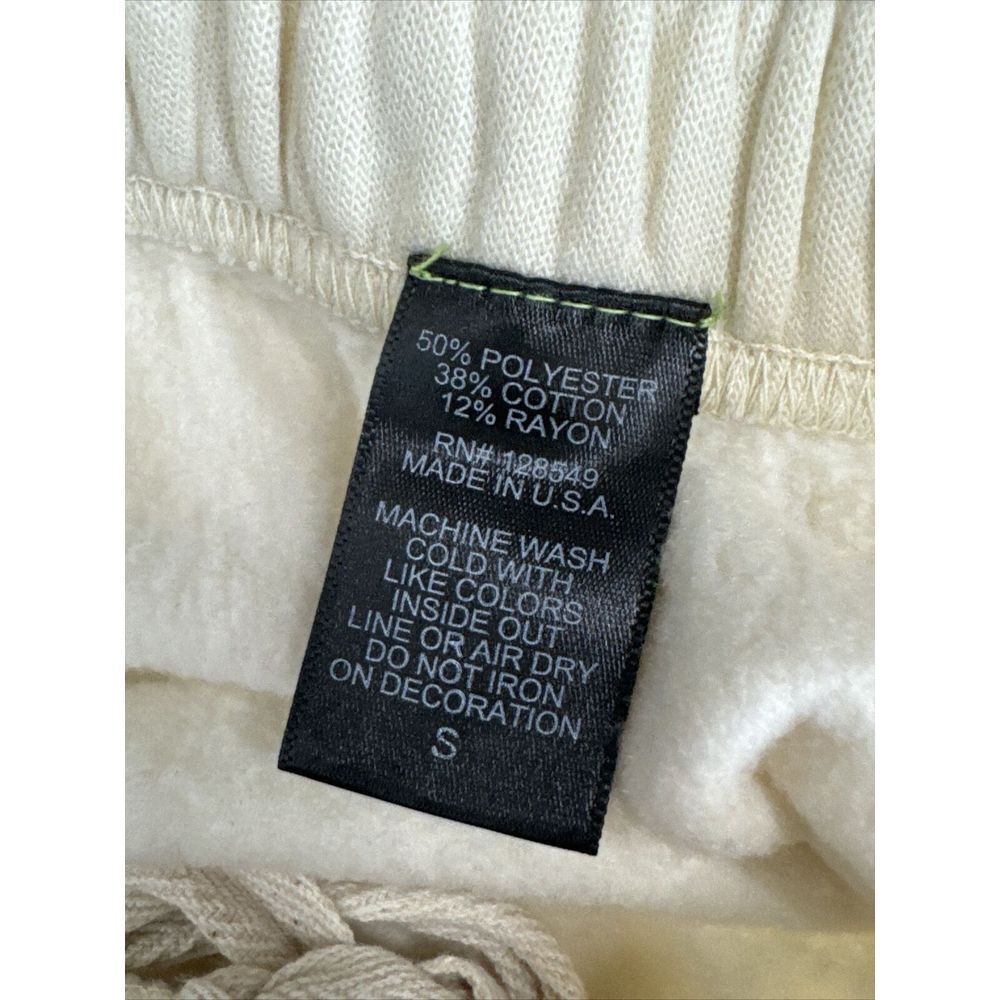 50% POLYESTER
38% COTTON
12% RAYON
RN# 128549
MADE IN U.S.A.
MACHINE WASH
COLD WITH
LIKE COLORS
INSIDE OUT
LINE OR AIR DRY
DO NOT IRON
ON DECORATION
S